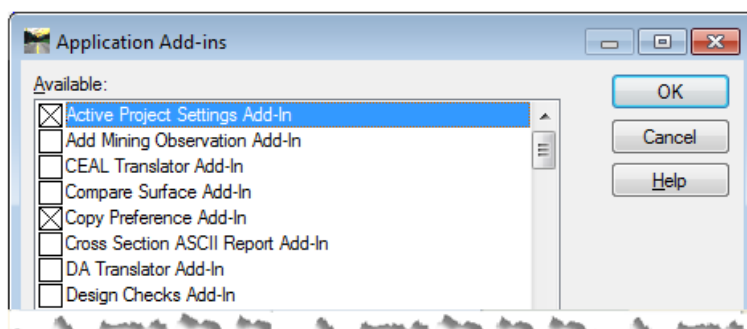 Application Add-ins
Available:
Active Project Settings Add-In
Add Mining Observation Add-In
CEAL Translator Add-In
Compare Surface Add-In
Copy Preference Add-In
Cross Section ASCII Report Add-In
DA Translator Add-In
Design Checks Add-In
OK
Cancel
Help